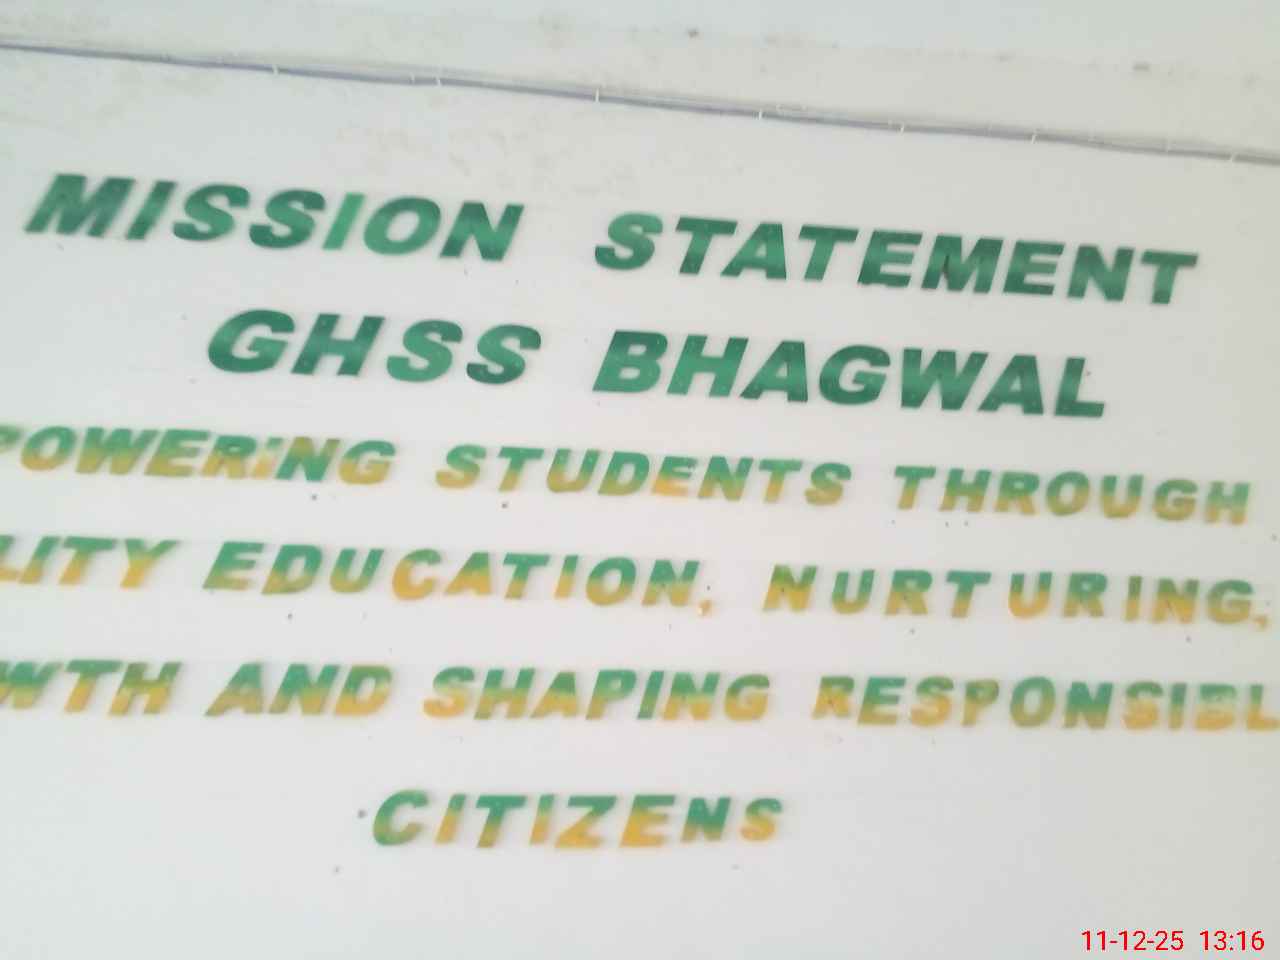 MISSION STATEMENT
GHSS BHAGWAL
POWERING STUDENTS THROUGH
LITY EDUCATION, NURTURING,
WTH AND SHAPING RESPONSIBL
CITIZENS
11-12-25 13:16